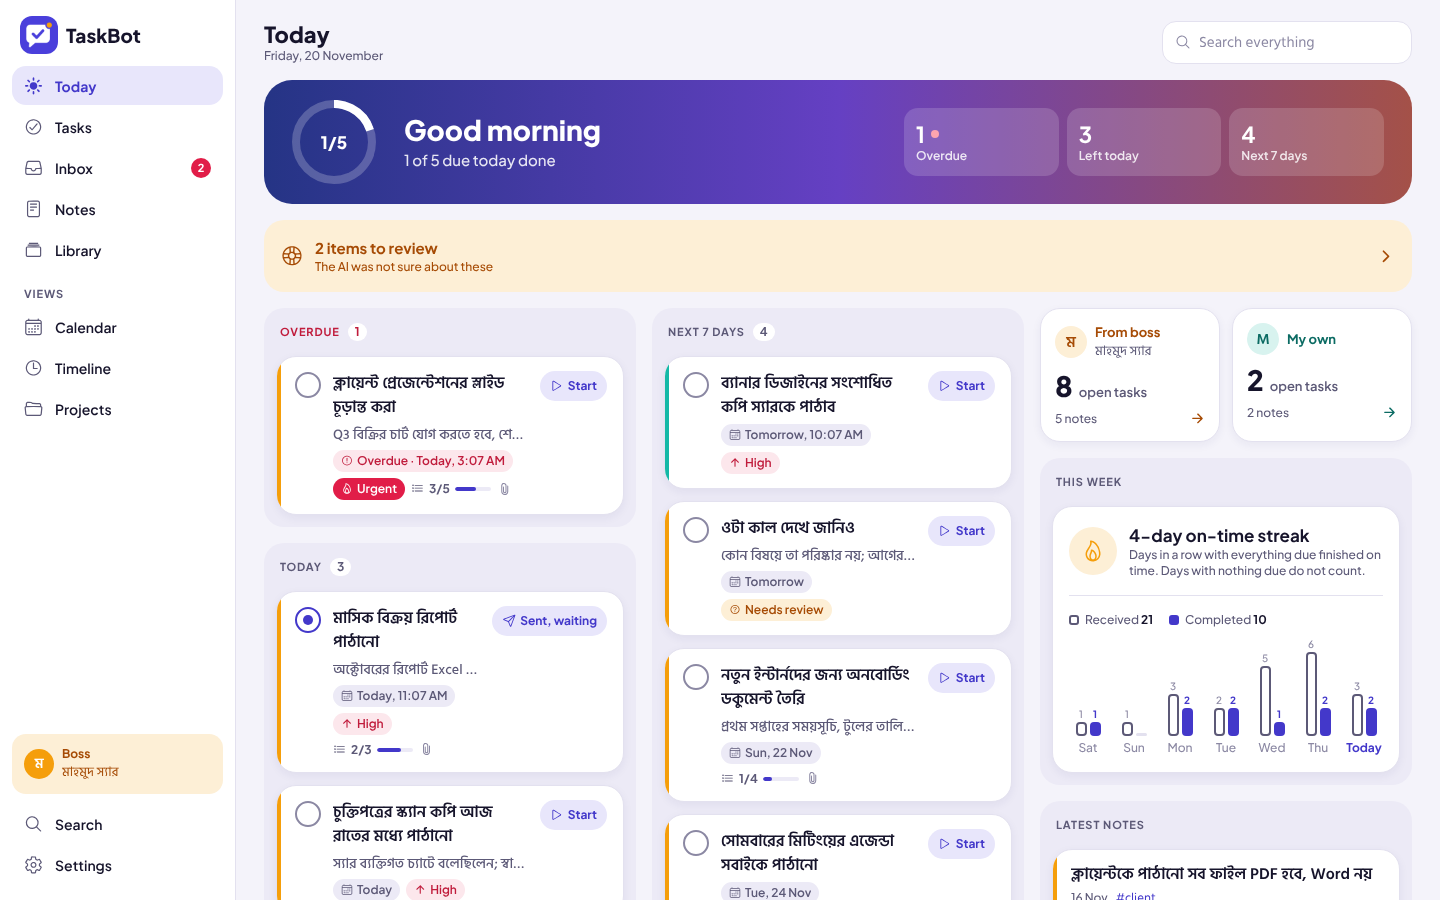 TaskBot
Today
Tasks
Inbox
2
Notes
Library
VIEWS
Calendar
Timeline
Projects
ম
Boss
মাহমুদ স্যার
Search
Settings
Today
Friday, 20 November
Search everything
1/5
Good morning
1 of 5 due today done
1
Overdue
3
Left today
4
Next 7 days
2 items to review
The AI was not sure about these
OVERDUE 1
ক্লায়েন্ট প্রেজেন্টেশনের স্লাইড
চূড়ান্ত করা
Start
Q3 বিক্রির চার্ট যোগ করতে হবে, শে...
Overdue · Today, 3:07 AM
Urgent
3/5
TODAY 3
মাসিক বিক্রয় রিপোর্ট
পাঠানো
Sent, waiting
অক্টোবরের রিপোর্ট Excel ...
Today, 11:07 AM
High
2/3
চুক্তিপত্রের স্ক্যান কপি আজ
রাতের মধ্যে পাঠানো
Start
স্যার ব্যক্তিগত চ্যাটে বলেছিলেন; স্বা...
Today
High
NEXT 7 DAYS 4
ব্যানার ডিজাইনের সংশোধিত
কপি স্যারকে পাঠাব
Start
Tomorrow, 10:07 AM
High
ওটা কাল দেখে জানিও
Start
কোন বিষয়ে তা পরিষ্কার নয়; আগের...
Tomorrow
Needs review
নতুন ইন্টার্নদের জন্য অনবোর্ডিং
ডকুমেন্ট তৈরি
Start
প্রথম সপ্তাহের সময়সূচি, টুলের তালি...
Sun, 22 Nov
1/4
সোমবারের মিটিংয়ের এজেন্ডা
সবাইকে পাঠানো
Start
Tue, 24 Nov
ম
From boss
মাহমুদ স্যার
8 open tasks
5 notes
M
My own
2 open tasks
2 notes
THIS WEEK
4-day on-time streak
Days in a row with everything due finished on
time. Days with nothing due do not count.
Received 21
Completed 10
1 1 1 3 2 2 2 5 1 6 2 3 2
Sat Sun Mon Tue Wed Thu Today
LATEST NOTES
ক্লায়েন্টকে পাঠানো সব ফাইল PDF হবে, Word নয়
16 Nov #client